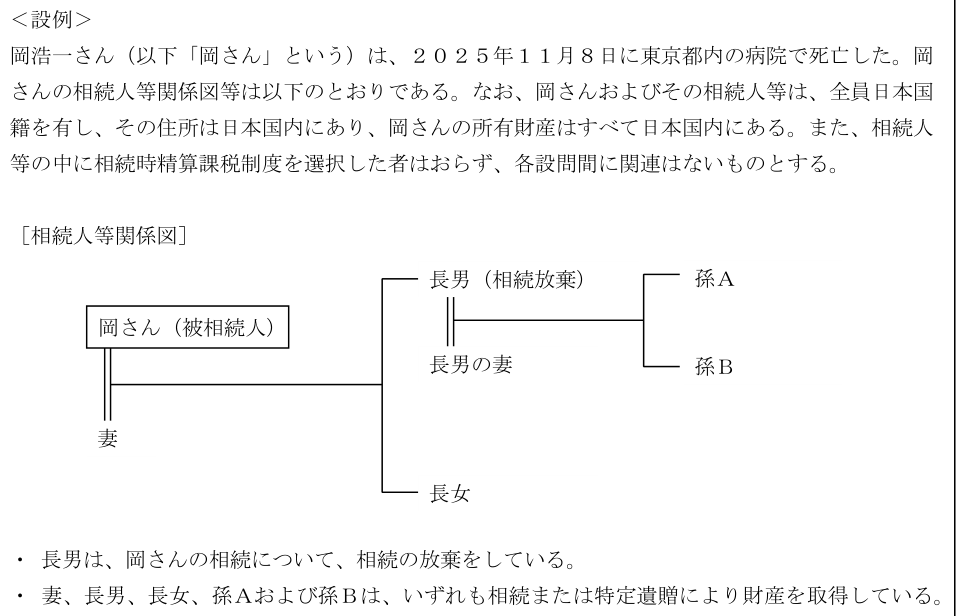 ＜設例＞
岡浩一さん（以下「岡さん」という）は、２０２５年１１月８日に東京都内の病院で死亡した。岡
さんの相続人等関係図等は以下のとおりである。なお、岡さんおよびその相続人等は、全員日本国
籍を有し、その住所は日本国内にあり、岡さんの所有財産はすべて日本国内にある。また、相続人
等の中に相続時精算課税制度を選択した者はおらず、各設問間に関連はないものとする。
［相続人等関係図］
長男（相続放棄）
孫Ａ
岡さん（被相続人）
長男の妻
孫Ｂ
妻
長女
・ 長男は、岡さんの相続について、相続の放棄をしている。
・ 妻、長男、長女、孫Ａおよび孫Ｂは、いずれも相続または特定遺贈により財産を取得している。